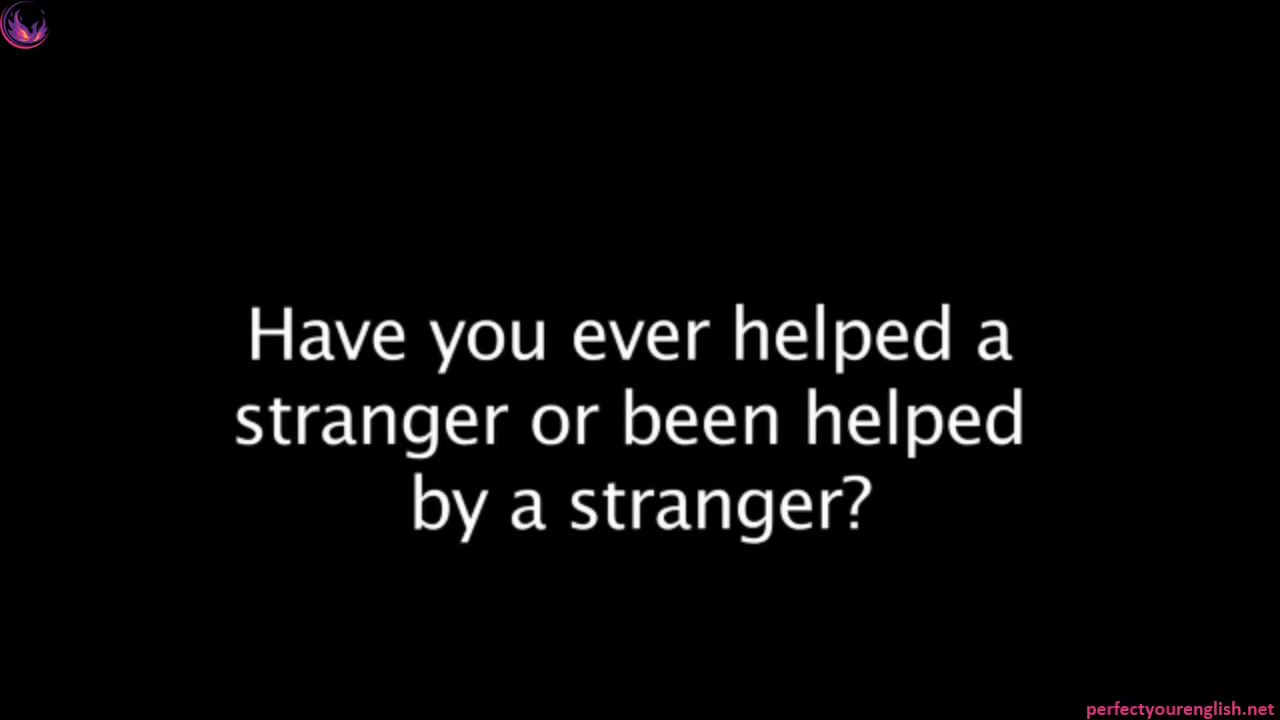 Have you ever helped a
stranger or been helped
by a stranger?
perfectyourenglish.net